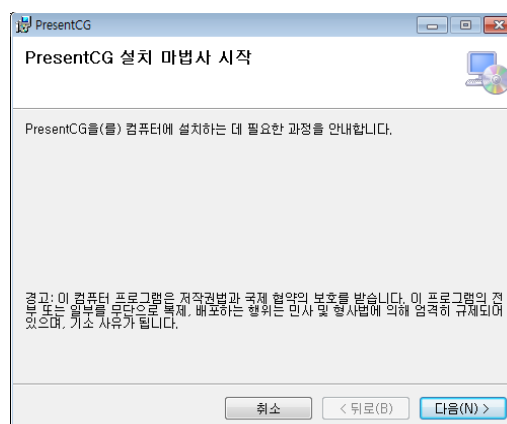 PresentCG
PresentCG 설치 마법사 시작
PresentCG을(를) 컴퓨터에 설치하는 데 필요한 과정을 안내합니다.
경고: 이 컴퓨터 프로그램은 저작권법과 국제 협약의 보호를 받습니다. 이 프로그램의 전
부 또는 일부를 무단으로 복제, 배포하는 행위는 민사 및 형사법에 의해 엄격히 규제되어
있으며, 기소 사유가 됩니다.
취소
< 뒤로(B)
다음(N) >